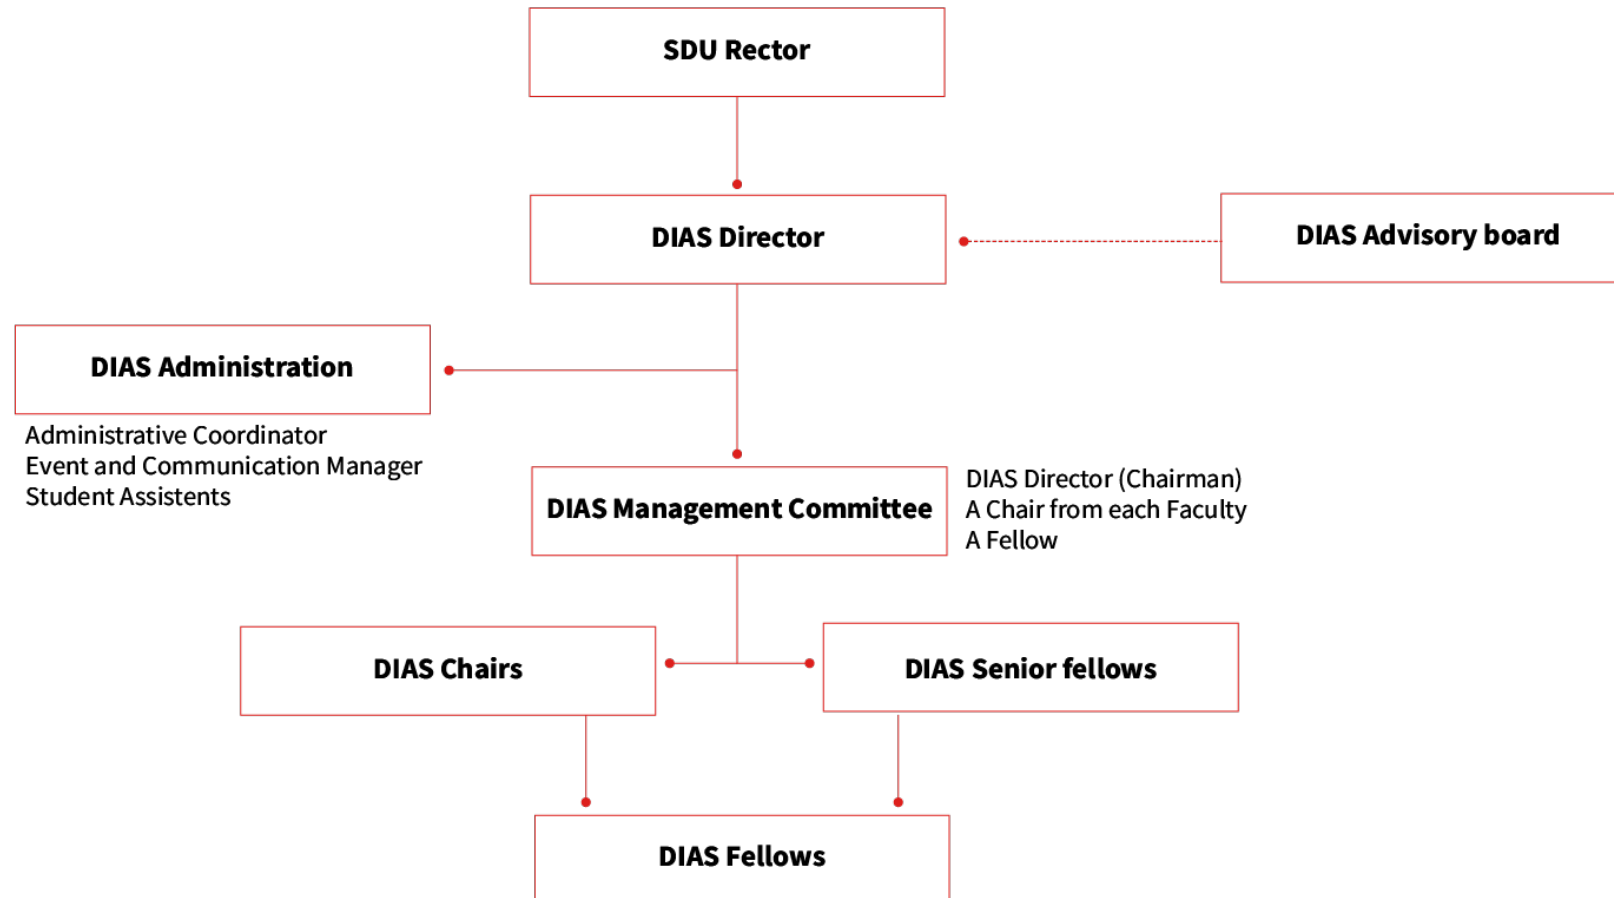 SDU Rector
DIAS Director
DIAS Advisory board
DIAS Administration
Administrative Coordinator
Event and Communication Manager
Student Assistents
DIAS Management Committee
DIAS Director (Chairman)
A Chair from each Faculty
A Fellow
DIAS Chairs
DIAS Senior fellows
DIAS Fellows